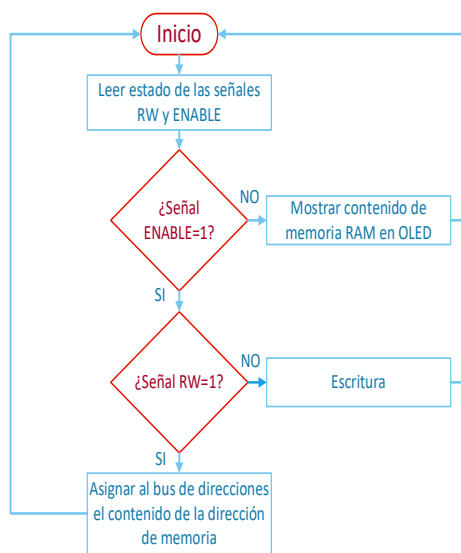 Inicio
Leer estado de las señales
RW y ENABLE
¿Señal
ENABLE=1?
NO
Mostrar contenido de
memoria RAM en OLED
SI
¿Señal RW=1?
NO
Escritura
SI
Asignar al bus de direcciones
el contenido de la dirección
de memoria